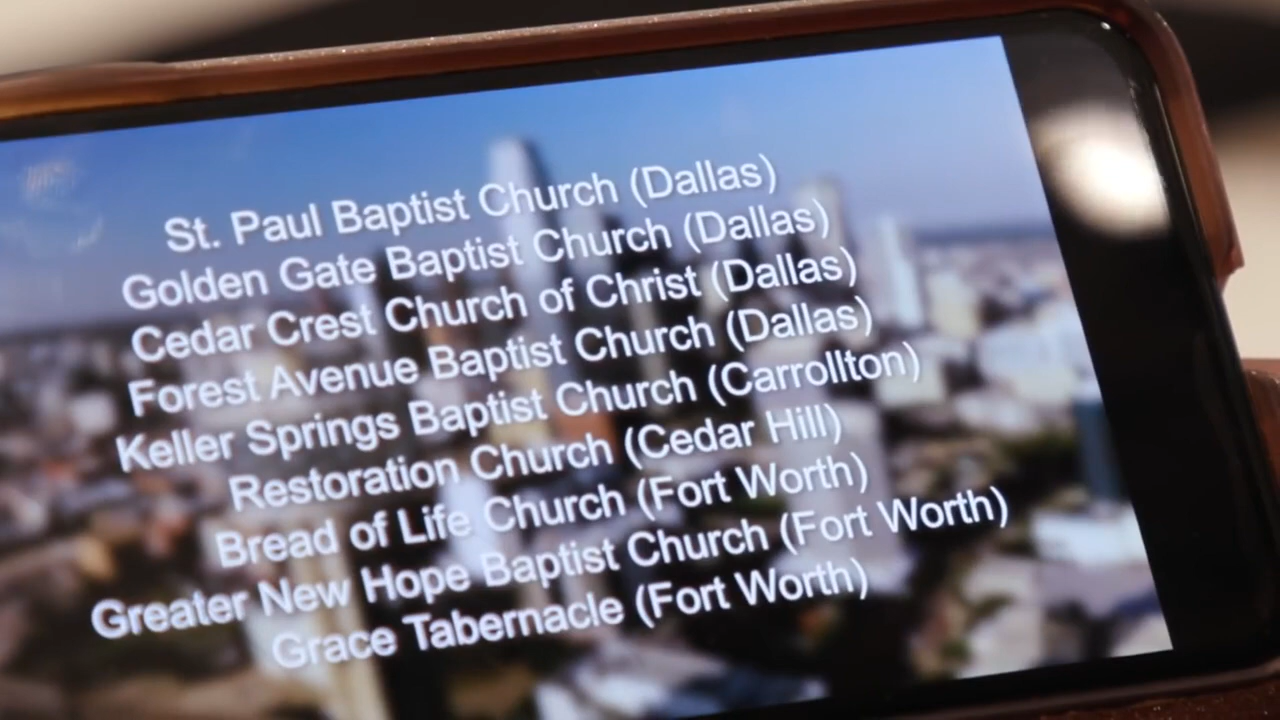 St. Paul Baptist Church (Dallas)
Golden Gate Baptist Church (Dallas)
Cedar Crest Church of Christ (Dallas)
Forest Avenue Baptist Church (Dallas)
Keller Springs Baptist Church (Carrollton)
Restoration Church (Cedar Hill)
Bread of Life Church (Fort Worth)
Greater New Hope Baptist Church (Fort Worth)
Grace Tabernacle (Fort Worth)